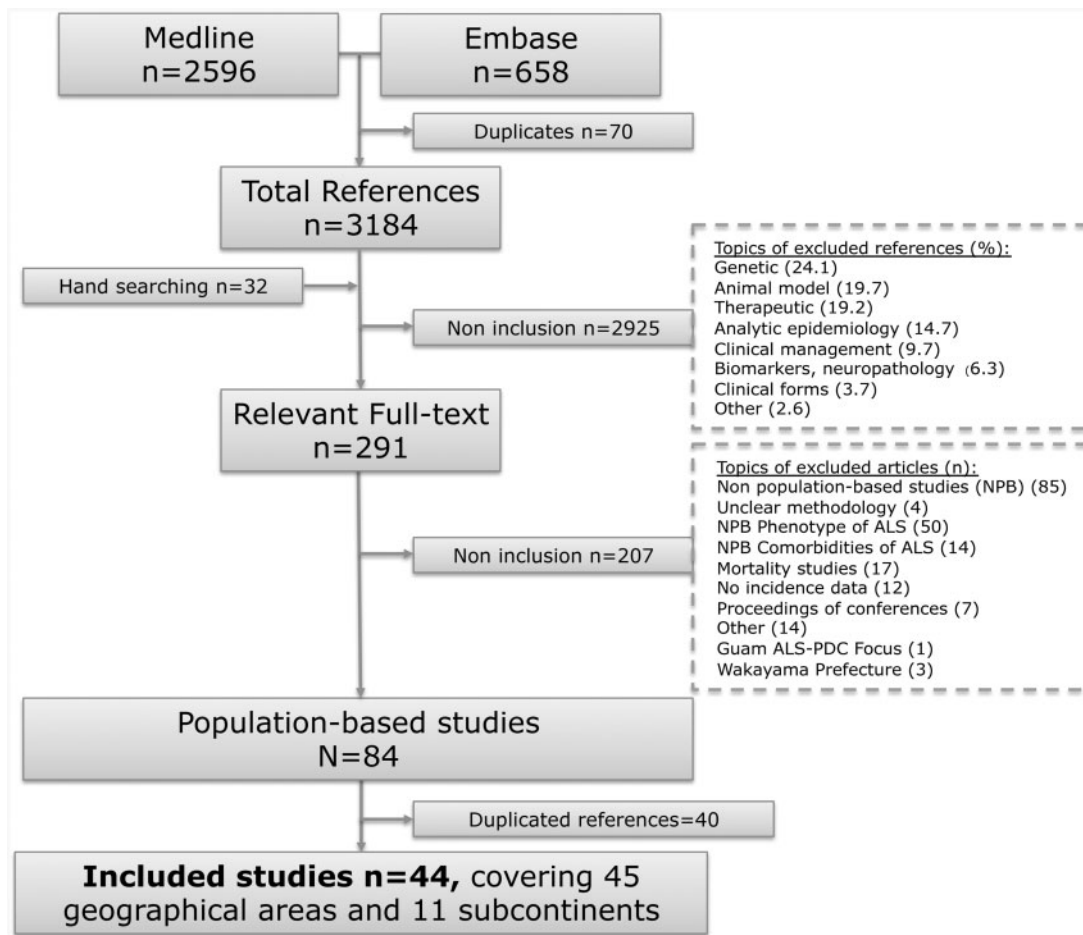 Medline
n=2596
Embase
n=658
Duplicates n=70
Total References
n=3184
Hand searching n=32
Non inclusion n=2925
Topics of excluded references (%):
Genetic (24.1)
Animal model (19.7)
Therapeutic (19.2)
Analytic epidemiology (14.7)
Clinical management (9.7)
Biomarkers, neuropathology (6.3)
Clinical forms (3.7)
Other (2.6)
Relevant Full-text
n=291
Non inclusion n=207
Topics of excluded articles (n):
Non population-based studies (NPB) (85)
Unclear methodology (4)
NPB Phenotype of ALS (50)
NPB Comorbidities of ALS (14)
Mortality studies (17)
No incidence data (12)
Proceedings of conferences (7)
Other (14)
Guam ALS-PDC Focus (1)
Wakayama Prefecture (3)
Population-based studies
N=84
Duplicated references=40
Included studies n=44, covering 45
geographical areas and 11 subcontinents